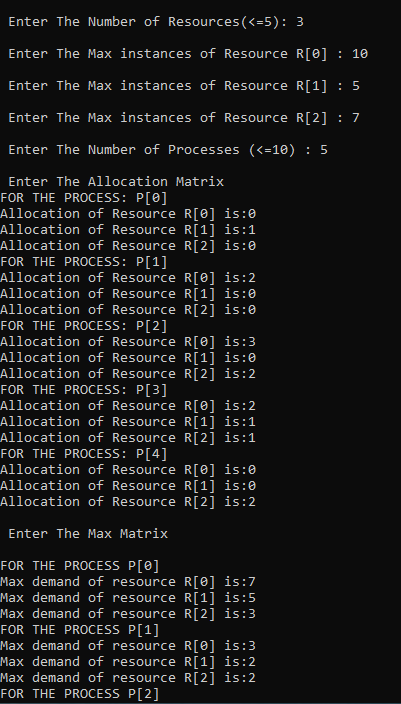 Enter The Number of Resources(<=5): 3
Enter The Max instances of Resource R[0] : 10
Enter The Max instances of Resource R[1] : 5
Enter The Max instances of Resource R[2] : 7
Enter The Number of Processes (<=10) : 5
Enter The Allocation Matrix
FOR THE PROCESS: P[0]
Allocation of Resource R[0] is:0
Allocation of Resource R[1] is:1
Allocation of Resource R[2] is:0
FOR THE PROCESS: P[1]
Allocation of Resource R[0] is:2
Allocation of Resource R[1] is:0
Allocation of Resource R[2] is:0
FOR THE PROCESS: P[2]
Allocation of Resource R[0] is:3
Allocation of Resource R[1] is:0
Allocation of Resource R[2] is:2
FOR THE PROCESS: P[3]
Allocation of Resource R[0] is:2
Allocation of Resource R[1] is:1
Allocation of Resource R[2] is:1
FOR THE PROCESS: P[4]
Allocation of Resource R[0] is:0
Allocation of Resource R[1] is:0
Allocation of Resource R[2] is:2
Enter The Max Matrix
FOR THE PROCESS P[0]
Max demand of resource R[0] is:7
Max demand of resource R[1] is:5
Max demand of resource R[2] is:3
FOR THE PROCESS P[1]
Max demand of resource R[0] is:3
Max demand of resource R[1] is:2
Max demand of resource R[2] is:2
FOR THE PROCESS P[2]